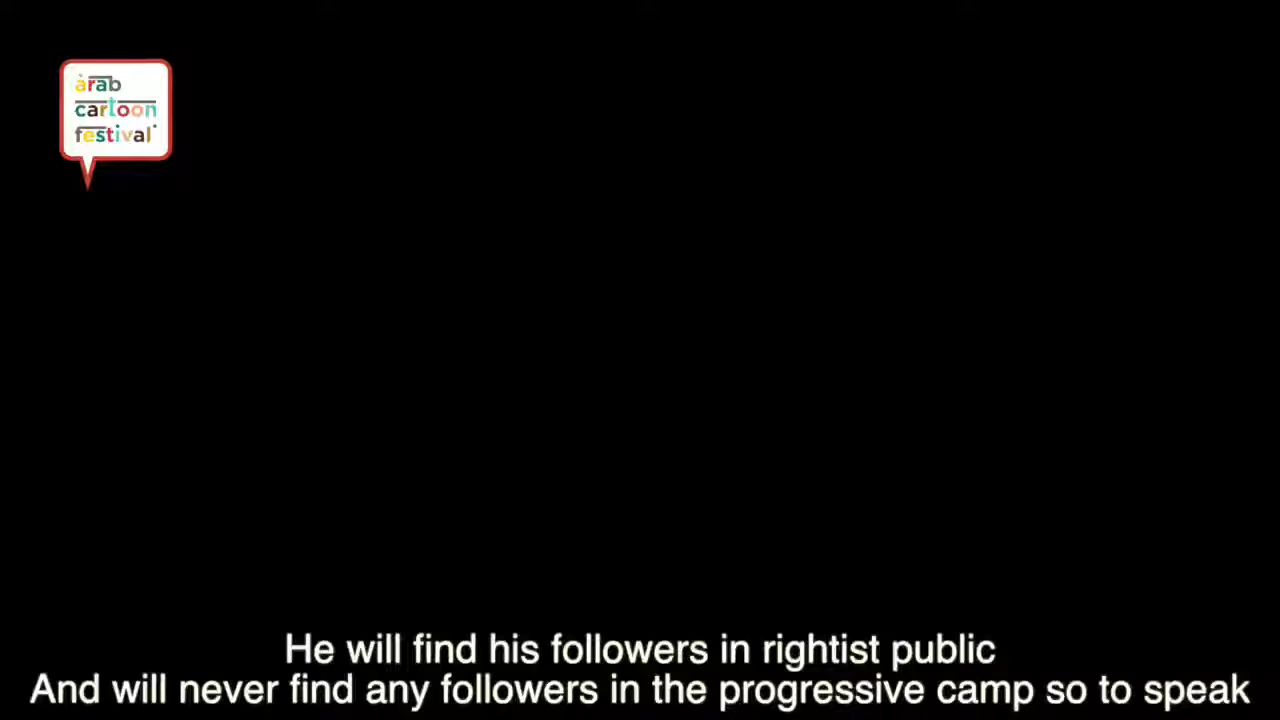 arab
cartoon
festival
He will find his followers in rightist public
And will never find any followers in the progressive camp so to speak